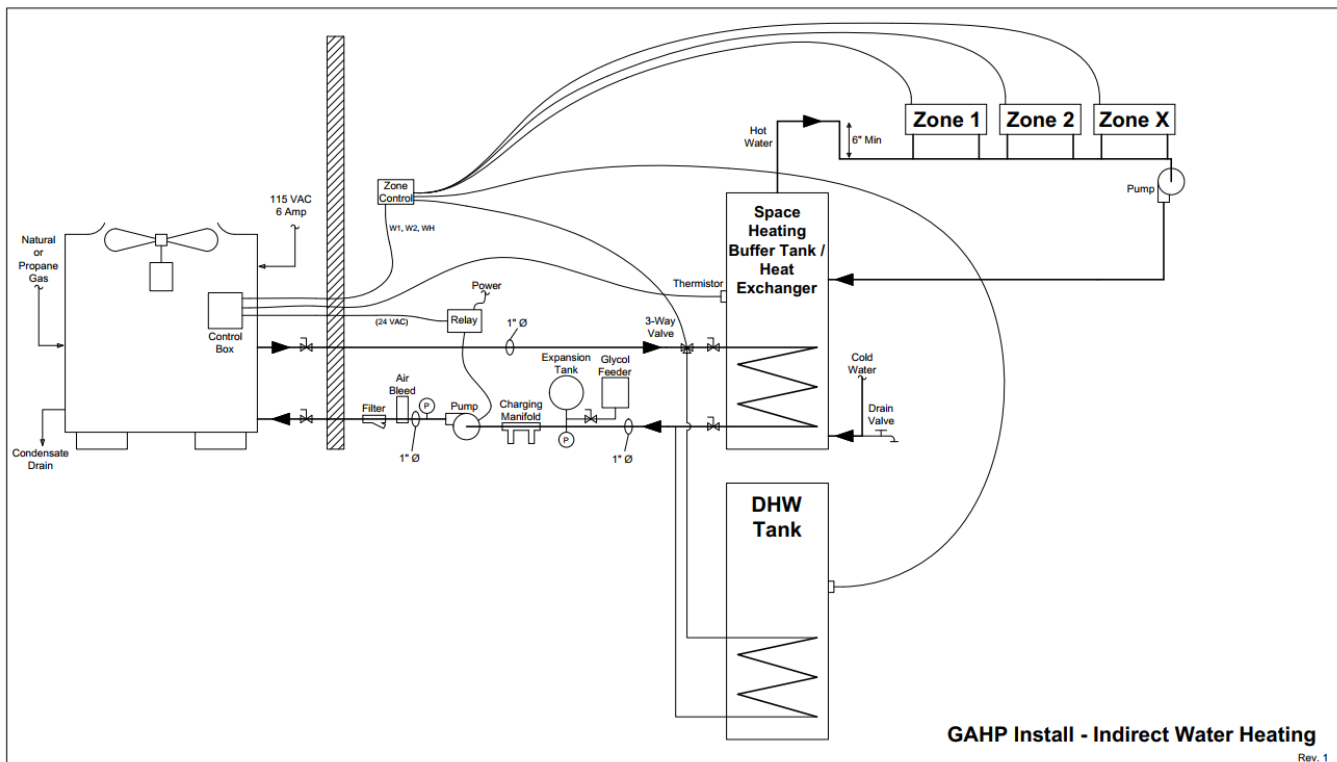 Zone 1
Zone 2
Zone X
Hot
Water
6" Min
Pump
Zone
Control
115 VAC
6 Amp
W1, W2, WH
Space
Heating
Buffer Tank /
Heat
Exchanger
Natural
or
Propane
Gas
Thermistor
Power
Relay
(24 VAC)
Control
Box
1" Ø
3-Way
Valve
Expansion
Tank
Glycol
Feeder
Cold
Water
Air
Bleed
Filter
P
Pump
Charging
Manifold
P
Drain
Valve
1" Ø
1" Ø
Condensate
Drain
DHW
Tank
GAHP Install - Indirect Water Heating
Rev. 1